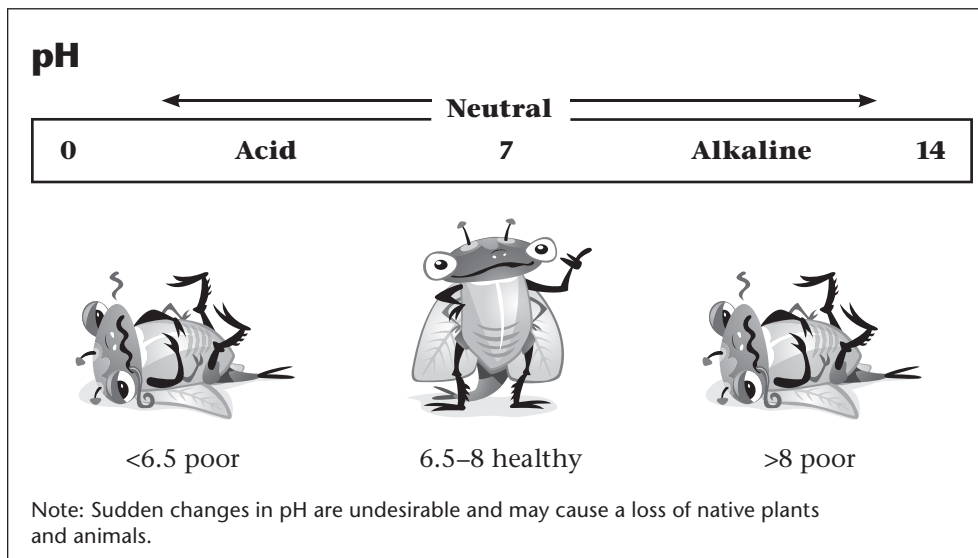 pH
Neutral
0 Acid 7 Alkaline 14
<6.5 poor 6.5–8 healthy >8 poor
Note: Sudden changes in pH are undesirable and may cause a loss of native plants
and animals.